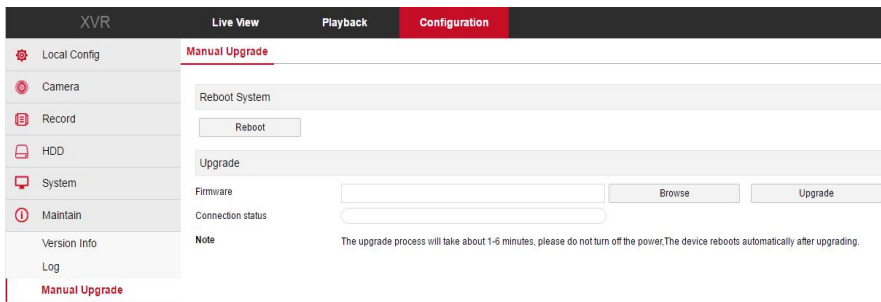 XVR Live View Playback Configuration
Local Config
Camera
Record
HDD
System
Maintain
Version Info
Log
Manual Upgrade
Manual Upgrade
Reboot System
Reboot
Upgrade
Firmware Browse Upgrade
Connection status
Note The upgrade process will take about 1-6 minutes, please do not turn off the power,The device reboots automatically after upgrading.